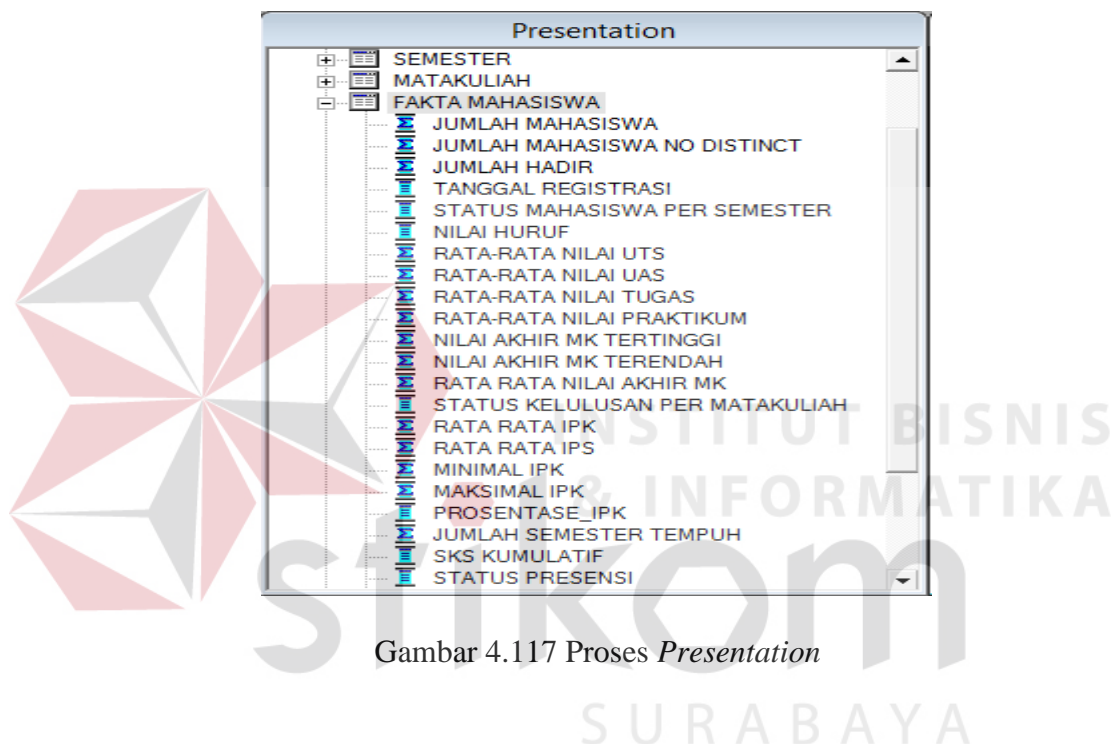 Presentation
SEMESTER
MATAKULIAH
FAKTA MAHASISWA
JUMLAH MAHASISWA
JUMLAH MAHASISWA NO DISTINCT
JUMLAH HADIR
TANGGAL REGISTRASI
STATUS MAHASISWA PER SEMESTER
NILAI HURUF
RATA-RATA NILAI UTS
RATA-RATA NILAI UAS
RATA-RATA NILAI TUGAS
RATA-RATA NILAI PRAKTIKUM
NILAI AKHIR MK TERTINGGI
NILAI AKHIR MK TERENDAH
RATA RATA NILAI AKHIR MK
STATUS KELULUSAN PER MATAKULIAH
RATA RATA IPK
RATA RATA IPS
MINIMAL IPK
MAKSIMAL IPK
PROSENTASE_IPK
JUMLAH SEMESTER TEMPUH
SKS KUMULATIF
STATUS PRESENSI
INSTITUT BISNIS
& INFORMATIKA
stikom
SURABAYA
Gambar 4.117 Proses Presentation